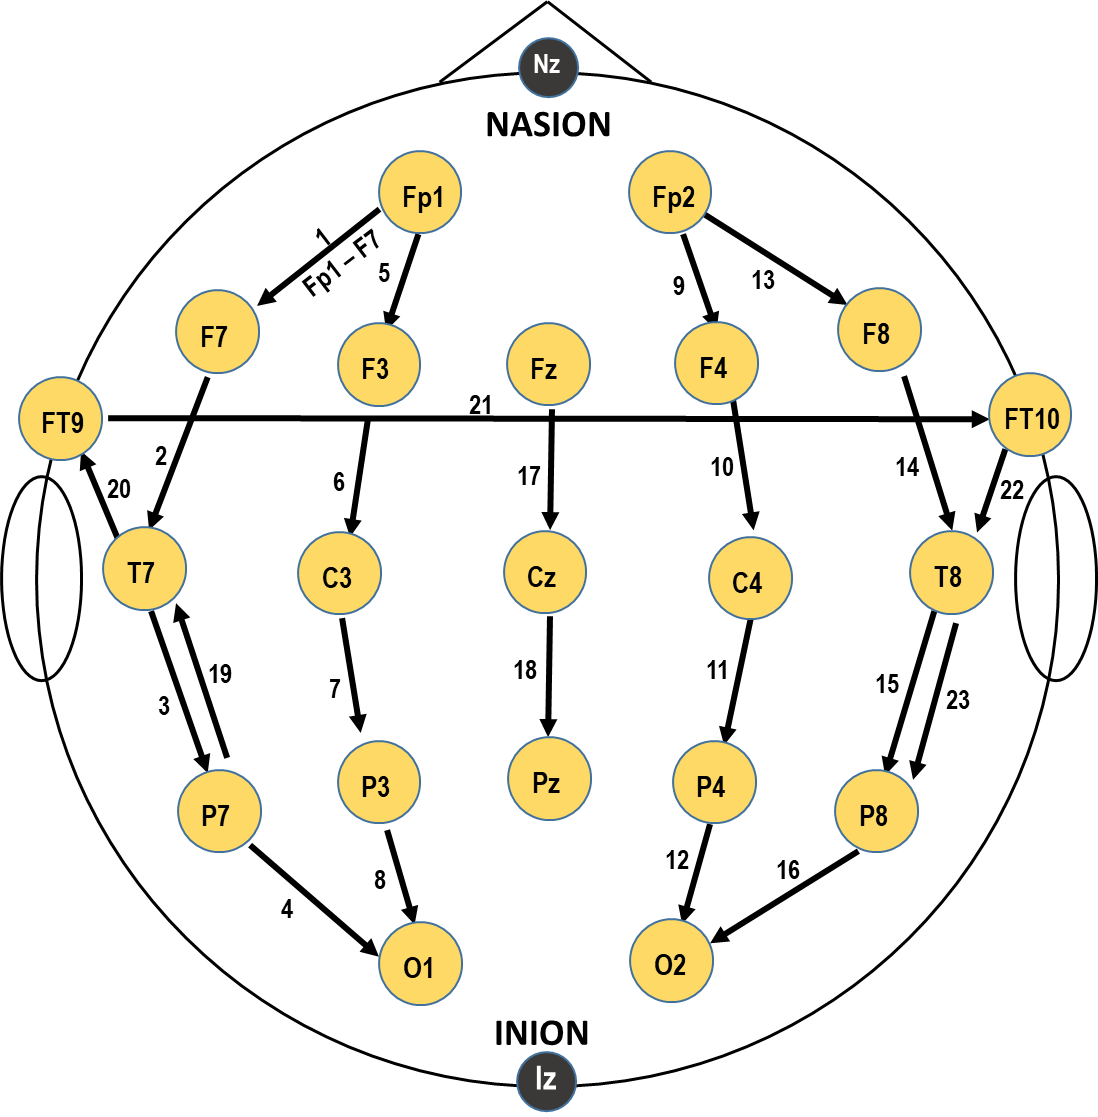 Nz
NASION
Fp1
Fp2
1
Fp1 – F7
5
9
13
F7
F3
Fz
F4
F8
FT9
21
FT10
2
20
6
17
10
14
22
T7
C3
Cz
C4
T8
3
19
7
18
11
15
23
P7
P3
Pz
P4
P8
4
8
12
16
O1
O2
INION
Iz